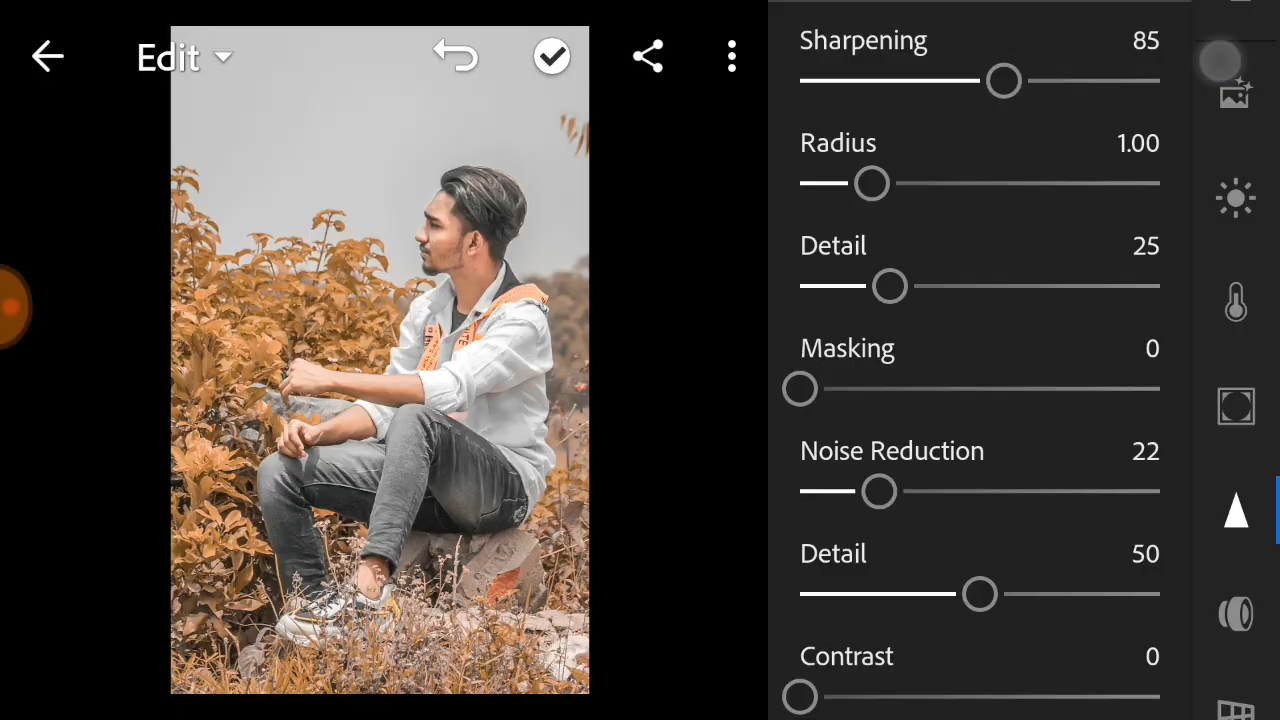 Edit
Sharpening 85
Radius 1.00
Detail 25
Masking 0
Noise Reduction 22
Detail 50
Contrast 0